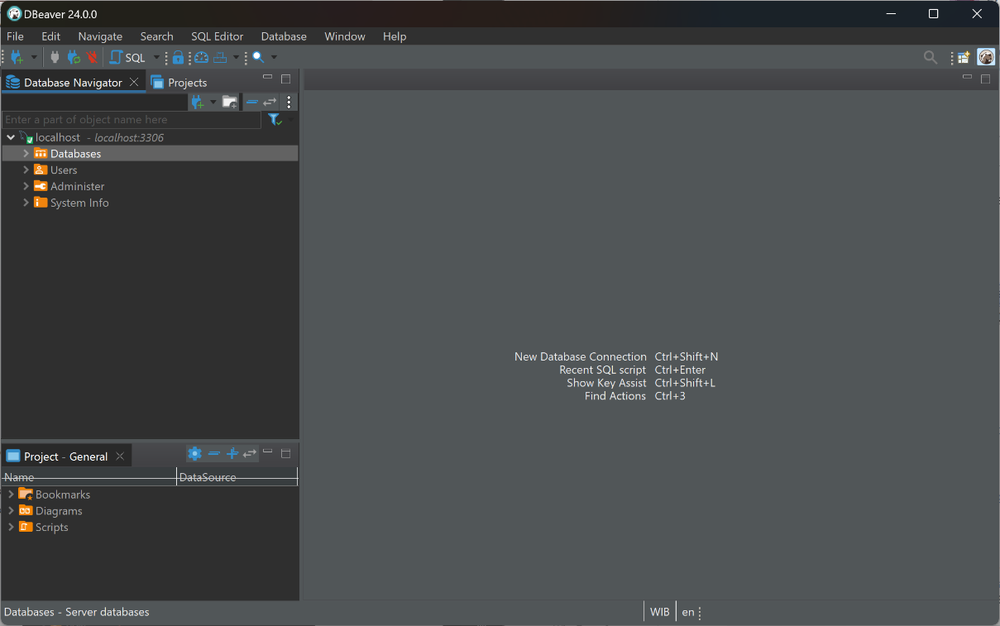 DBeaver 24.0.0
File Edit Navigate Search SQL Editor Database Window Help
SQL
Database Navigator Projects
Enter a part of object name here
localhost - localhost:3306
Databases
Users
Administer
System Info
New Database Connection Ctrl+Shift+N
Recent SQL script Ctrl+Enter
Show Key Assist Ctrl+Shift+L
Find Actions Ctrl+3
Project - General
Name DataSource
Bookmarks
Diagrams
Scripts
Databases - Server databases WIB en